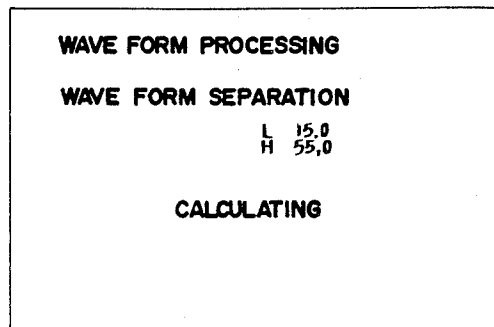 WAVE FORM PROCESSING
WAVE FORM SEPARATION
L 15.0
H 55,0
CALCULATING